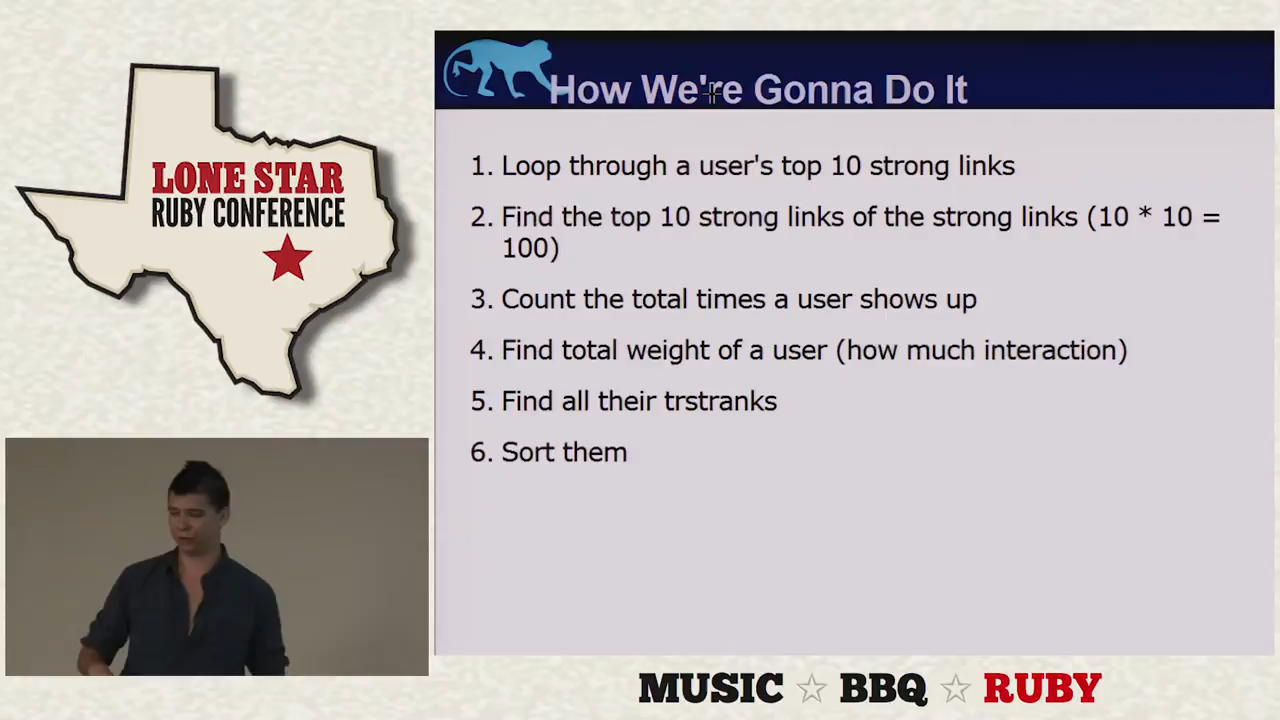 LONE STAR
RUBY CONFERENCE
How We're Gonna Do It
1. Loop through a user's top 10 strong links
2. Find the top 10 strong links of the strong links (10 * 10 =
100)
3. Count the total times a user shows up
4. Find total weight of a user (how much interaction)
5. Find all their trstranks
6. Sort them
MUSIC ☆ BBQ ☆ RUBY